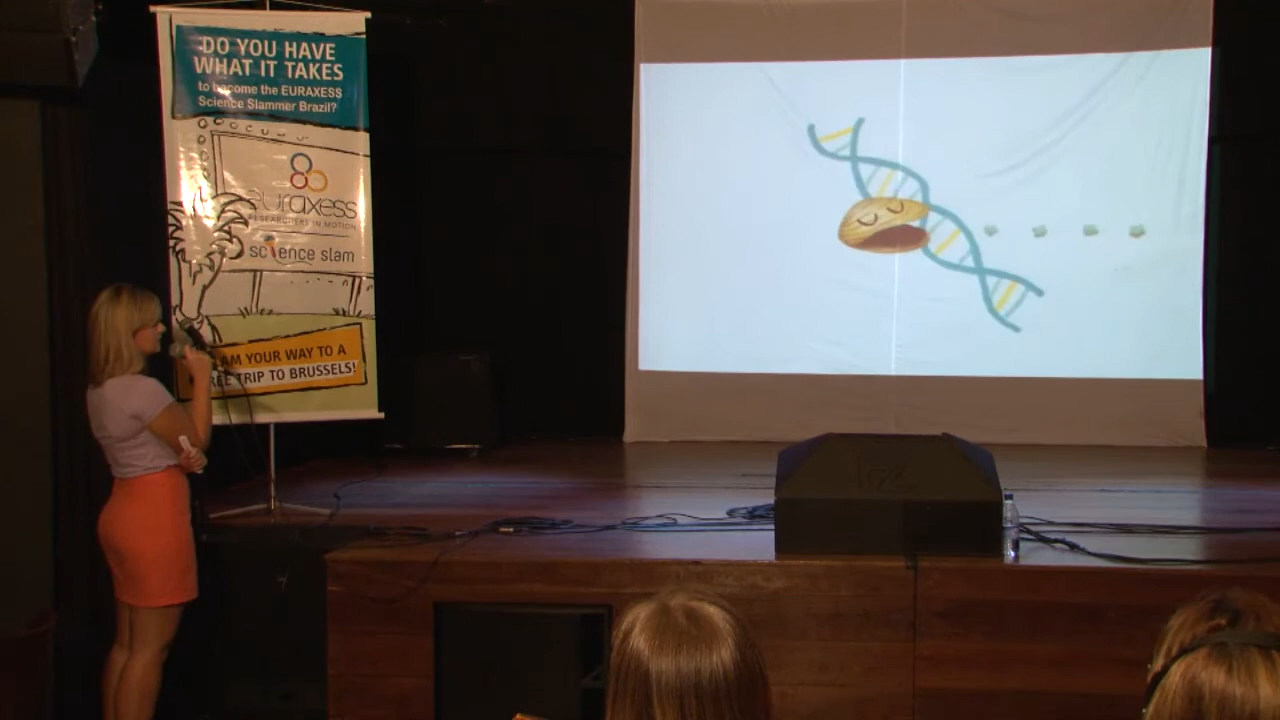 DO YOU HAVE
WHAT IT TAKES
to become the EURAXESS
Science Slammer Brazil?
euraxess
RESEARCHERS IN MOTION
science slam
AM YOUR WAY TO A
REE TRIP TO BRUSSELS!